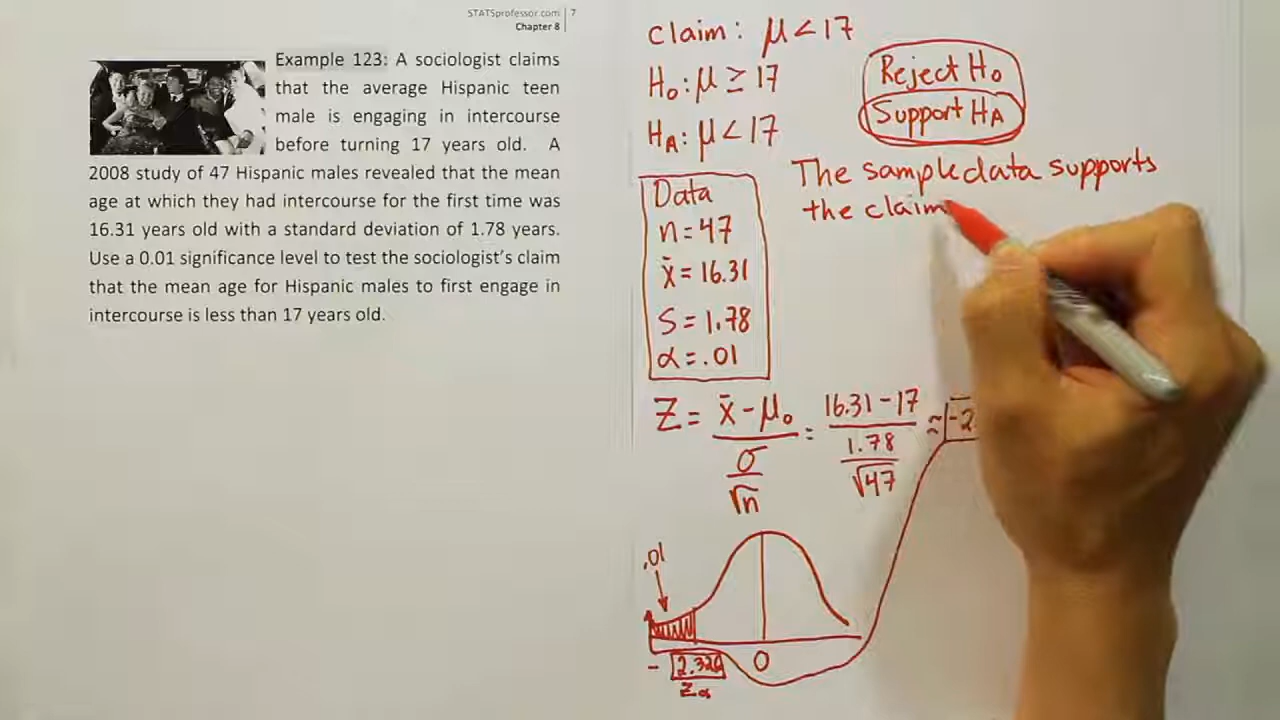 STATSprofessor.com | 7
Chapter 8
Example 123: A sociologist claims
that the average Hispanic teen
male is engaging in intercourse
before turning 17 years old. A
2008 study of 47 Hispanic males revealed that the mean
age at which they had intercourse for the first time was
16.31 years old with a standard deviation of 1.78 years.
Use a 0.01 significance level to test the sociologist's claim
that the mean age for Hispanic males to first engage in
intercourse is less than 17 years old.
claim: μ < 17
H₀: μ ≥ 17
H_A: μ < 17
Reject H₀
Support H_A
The sample data supports
the claim
Data
n = 47
x̄ = 16.31
S = 1.78
α = .01
Z = (x̄ - μ₀) / (σ / √n) = (16.31 - 17) / (1.78 / √47) ≈ -2.
.01
- 2.326 0
Z_α